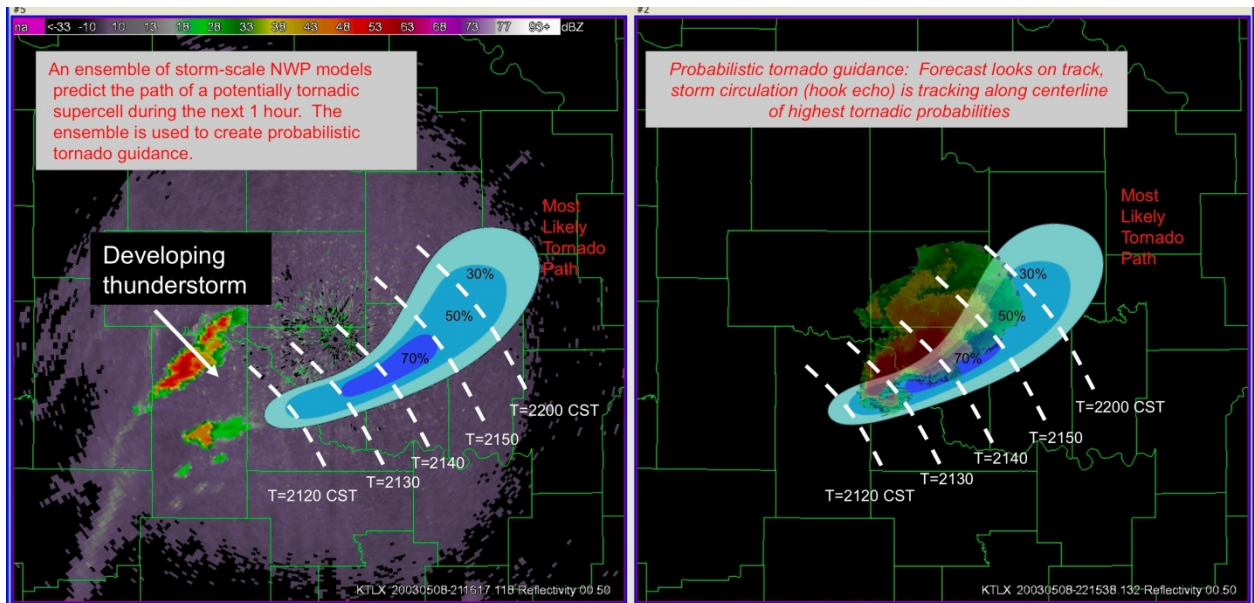 #5
na <-33 -10 10 13 18 28 33 43 48 53 63 68 73 77 93+ dBZ
An ensemble of storm-scale NWP models
predict the path of a potentially tornadic
supercell during the next 1 hour. The
ensemble is used to create probabilistic
tornado guidance.
Developing
thunderstorm
Most
Likely
Tornado
Path
30%
50%
70%
T=2200 CST
T=2150
T=2140
T=2130
T=2120 CST
KTLX 20030508-211617.118 Reflectivity 00.50
#2
Probabilistic tornado guidance: Forecast looks on track,
storm circulation (hook echo) is tracking along centerline
of highest tornadic probabilities
Most
Likely
Tornado
Path
30%
50%
70%
T=2200 CST
T=2150
T=2140
T=2130
T=2120 CST
KTLX 20030508-221538.132 Reflectivity 00.50